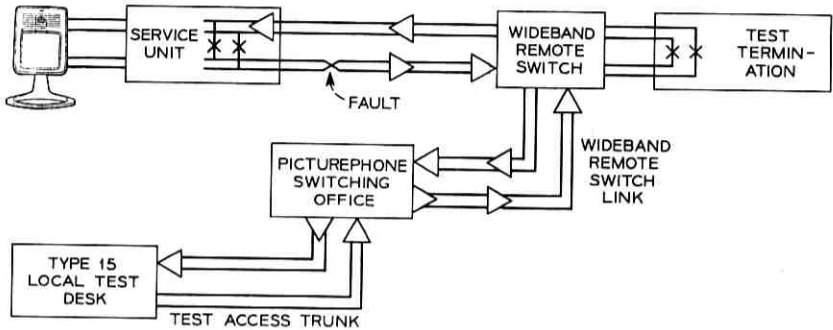 SERVICE
UNIT
WIDEBAND
REMOTE
SWITCH
TEST
TERMIN-
ATION
FAULT
PICTUREPHONE
SWITCHING
OFFICE
WIDEBAND
REMOTE
SWITCH
LINK
TYPE 15
LOCAL TEST
DESK
TEST ACCESS TRUNK